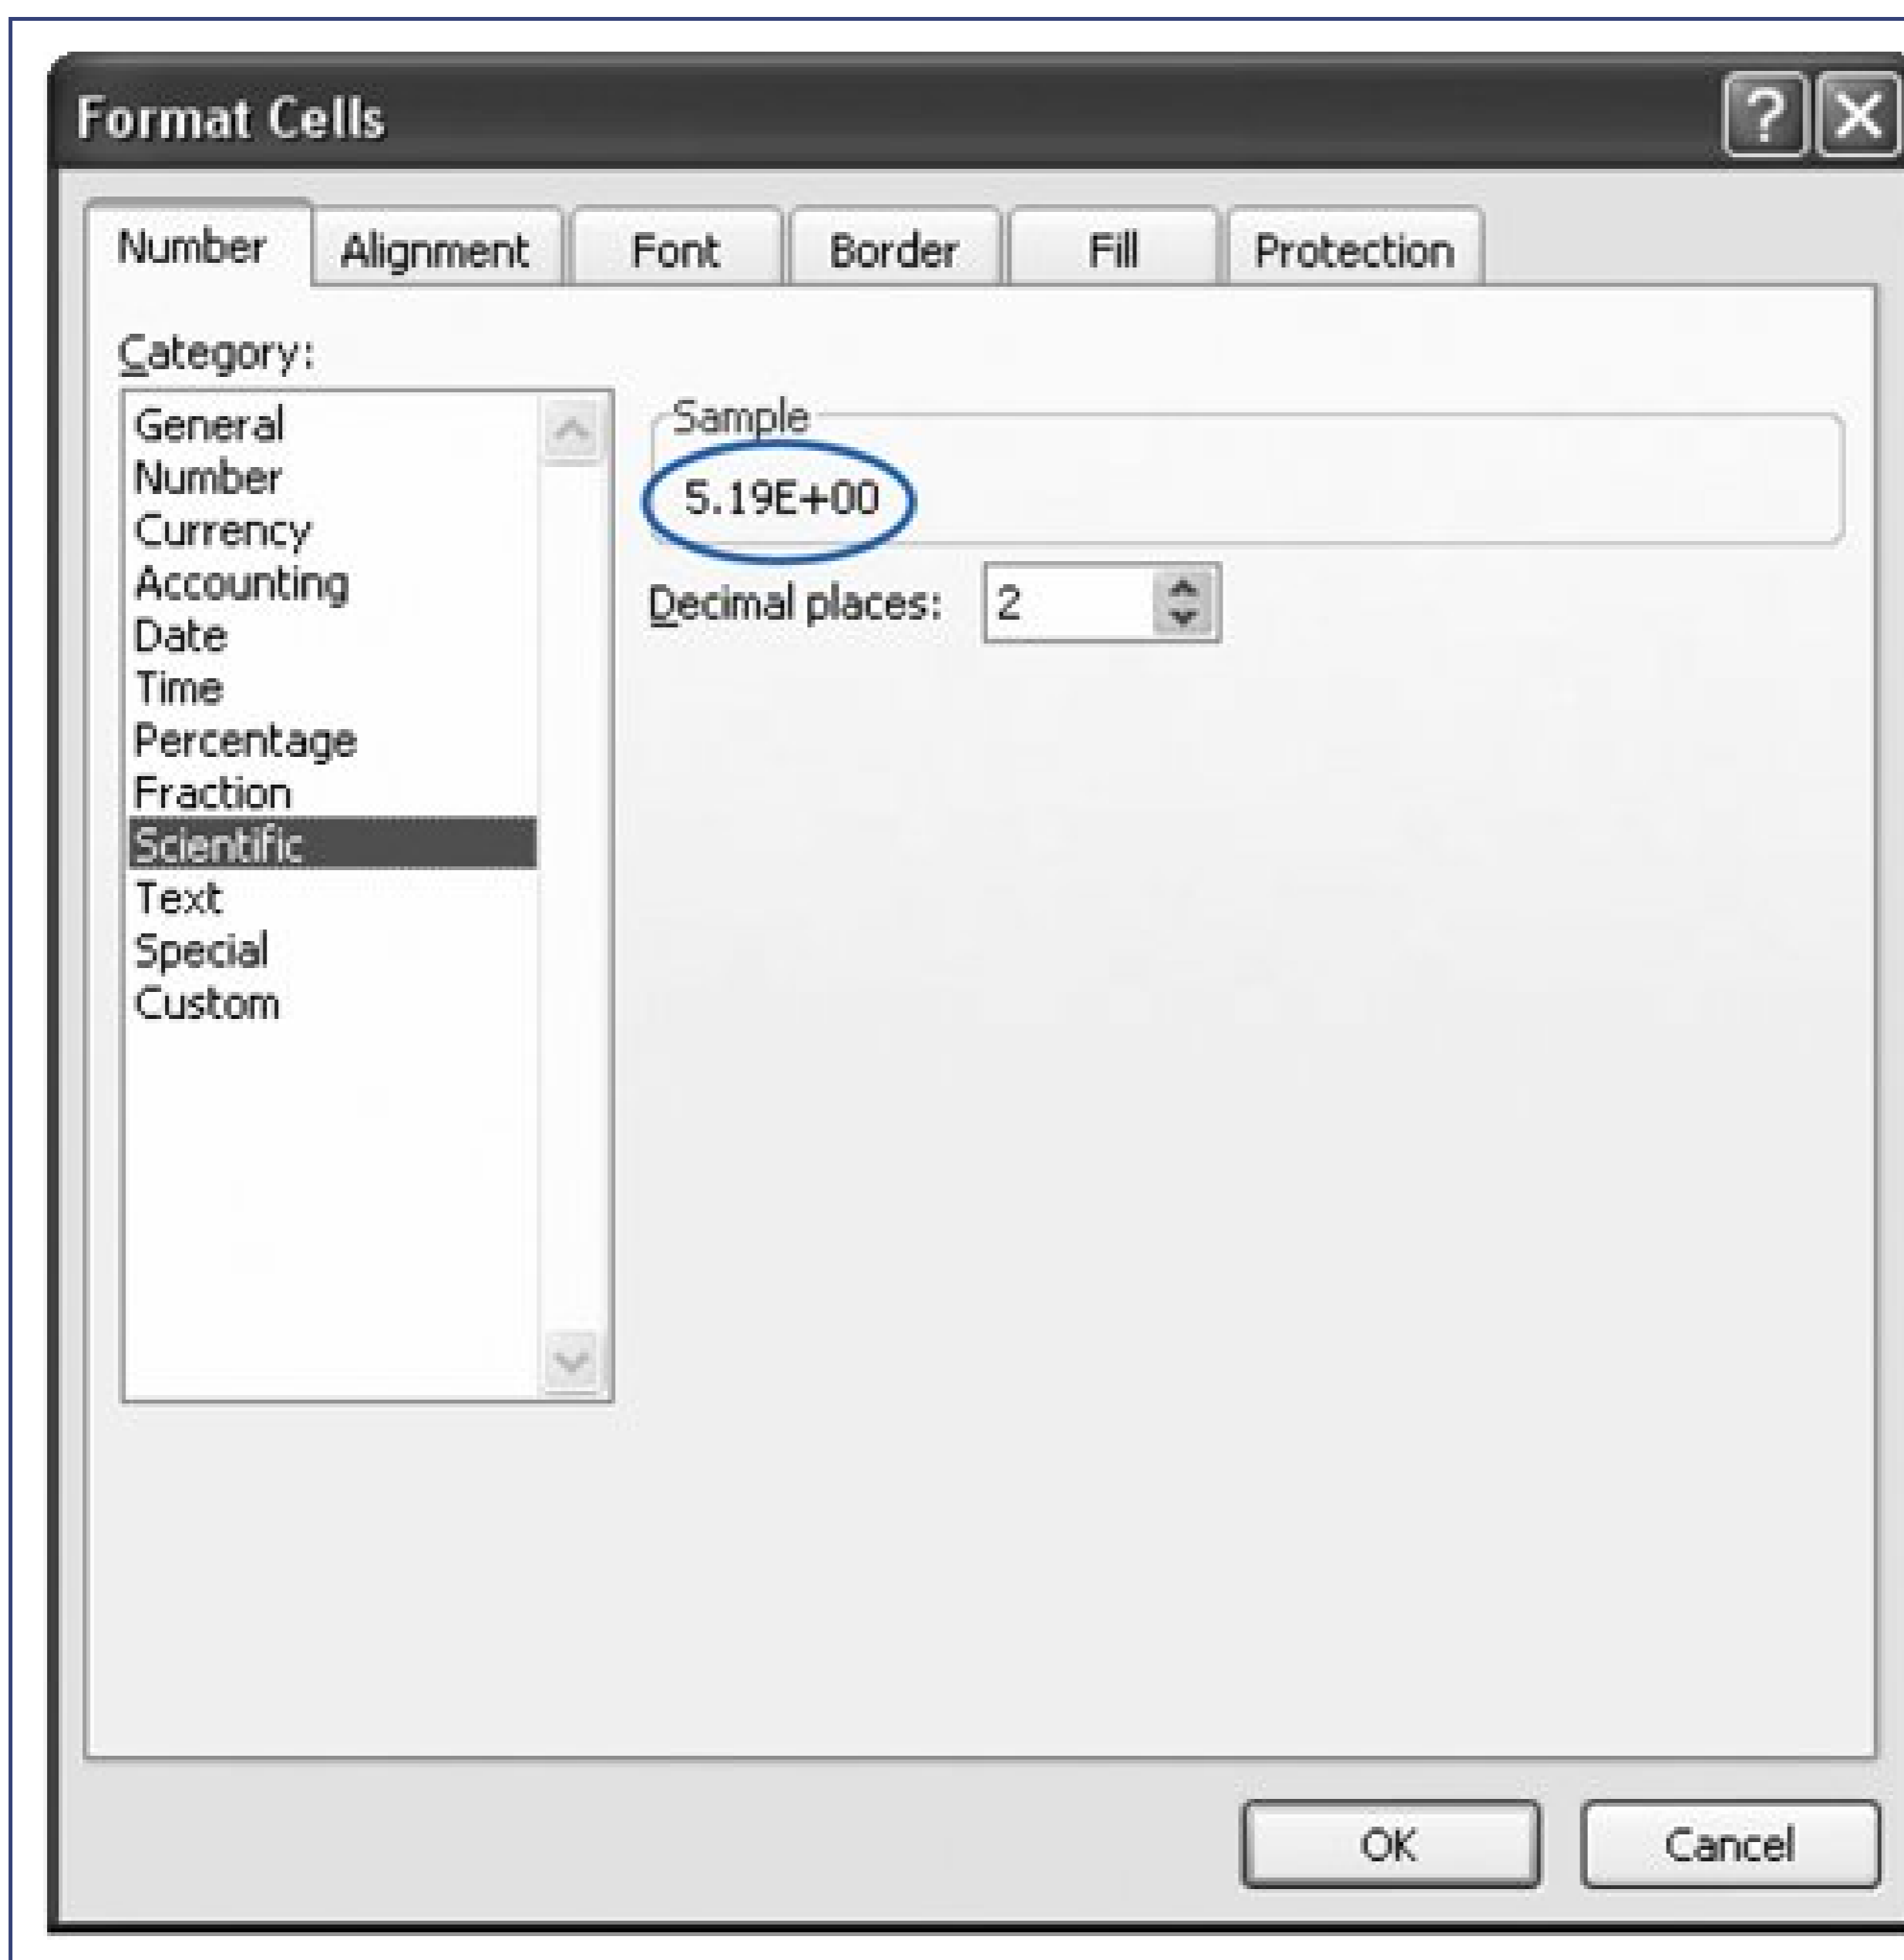 Format Cells
Number Alignment Font Border Fill Protection
Category:
General
Number
Currency
Accounting
Date
Time
Percentage
Fraction
Scientific
Text
Special
Custom
Sample
5.19E+00
Decimal places: 2
OK Cancel